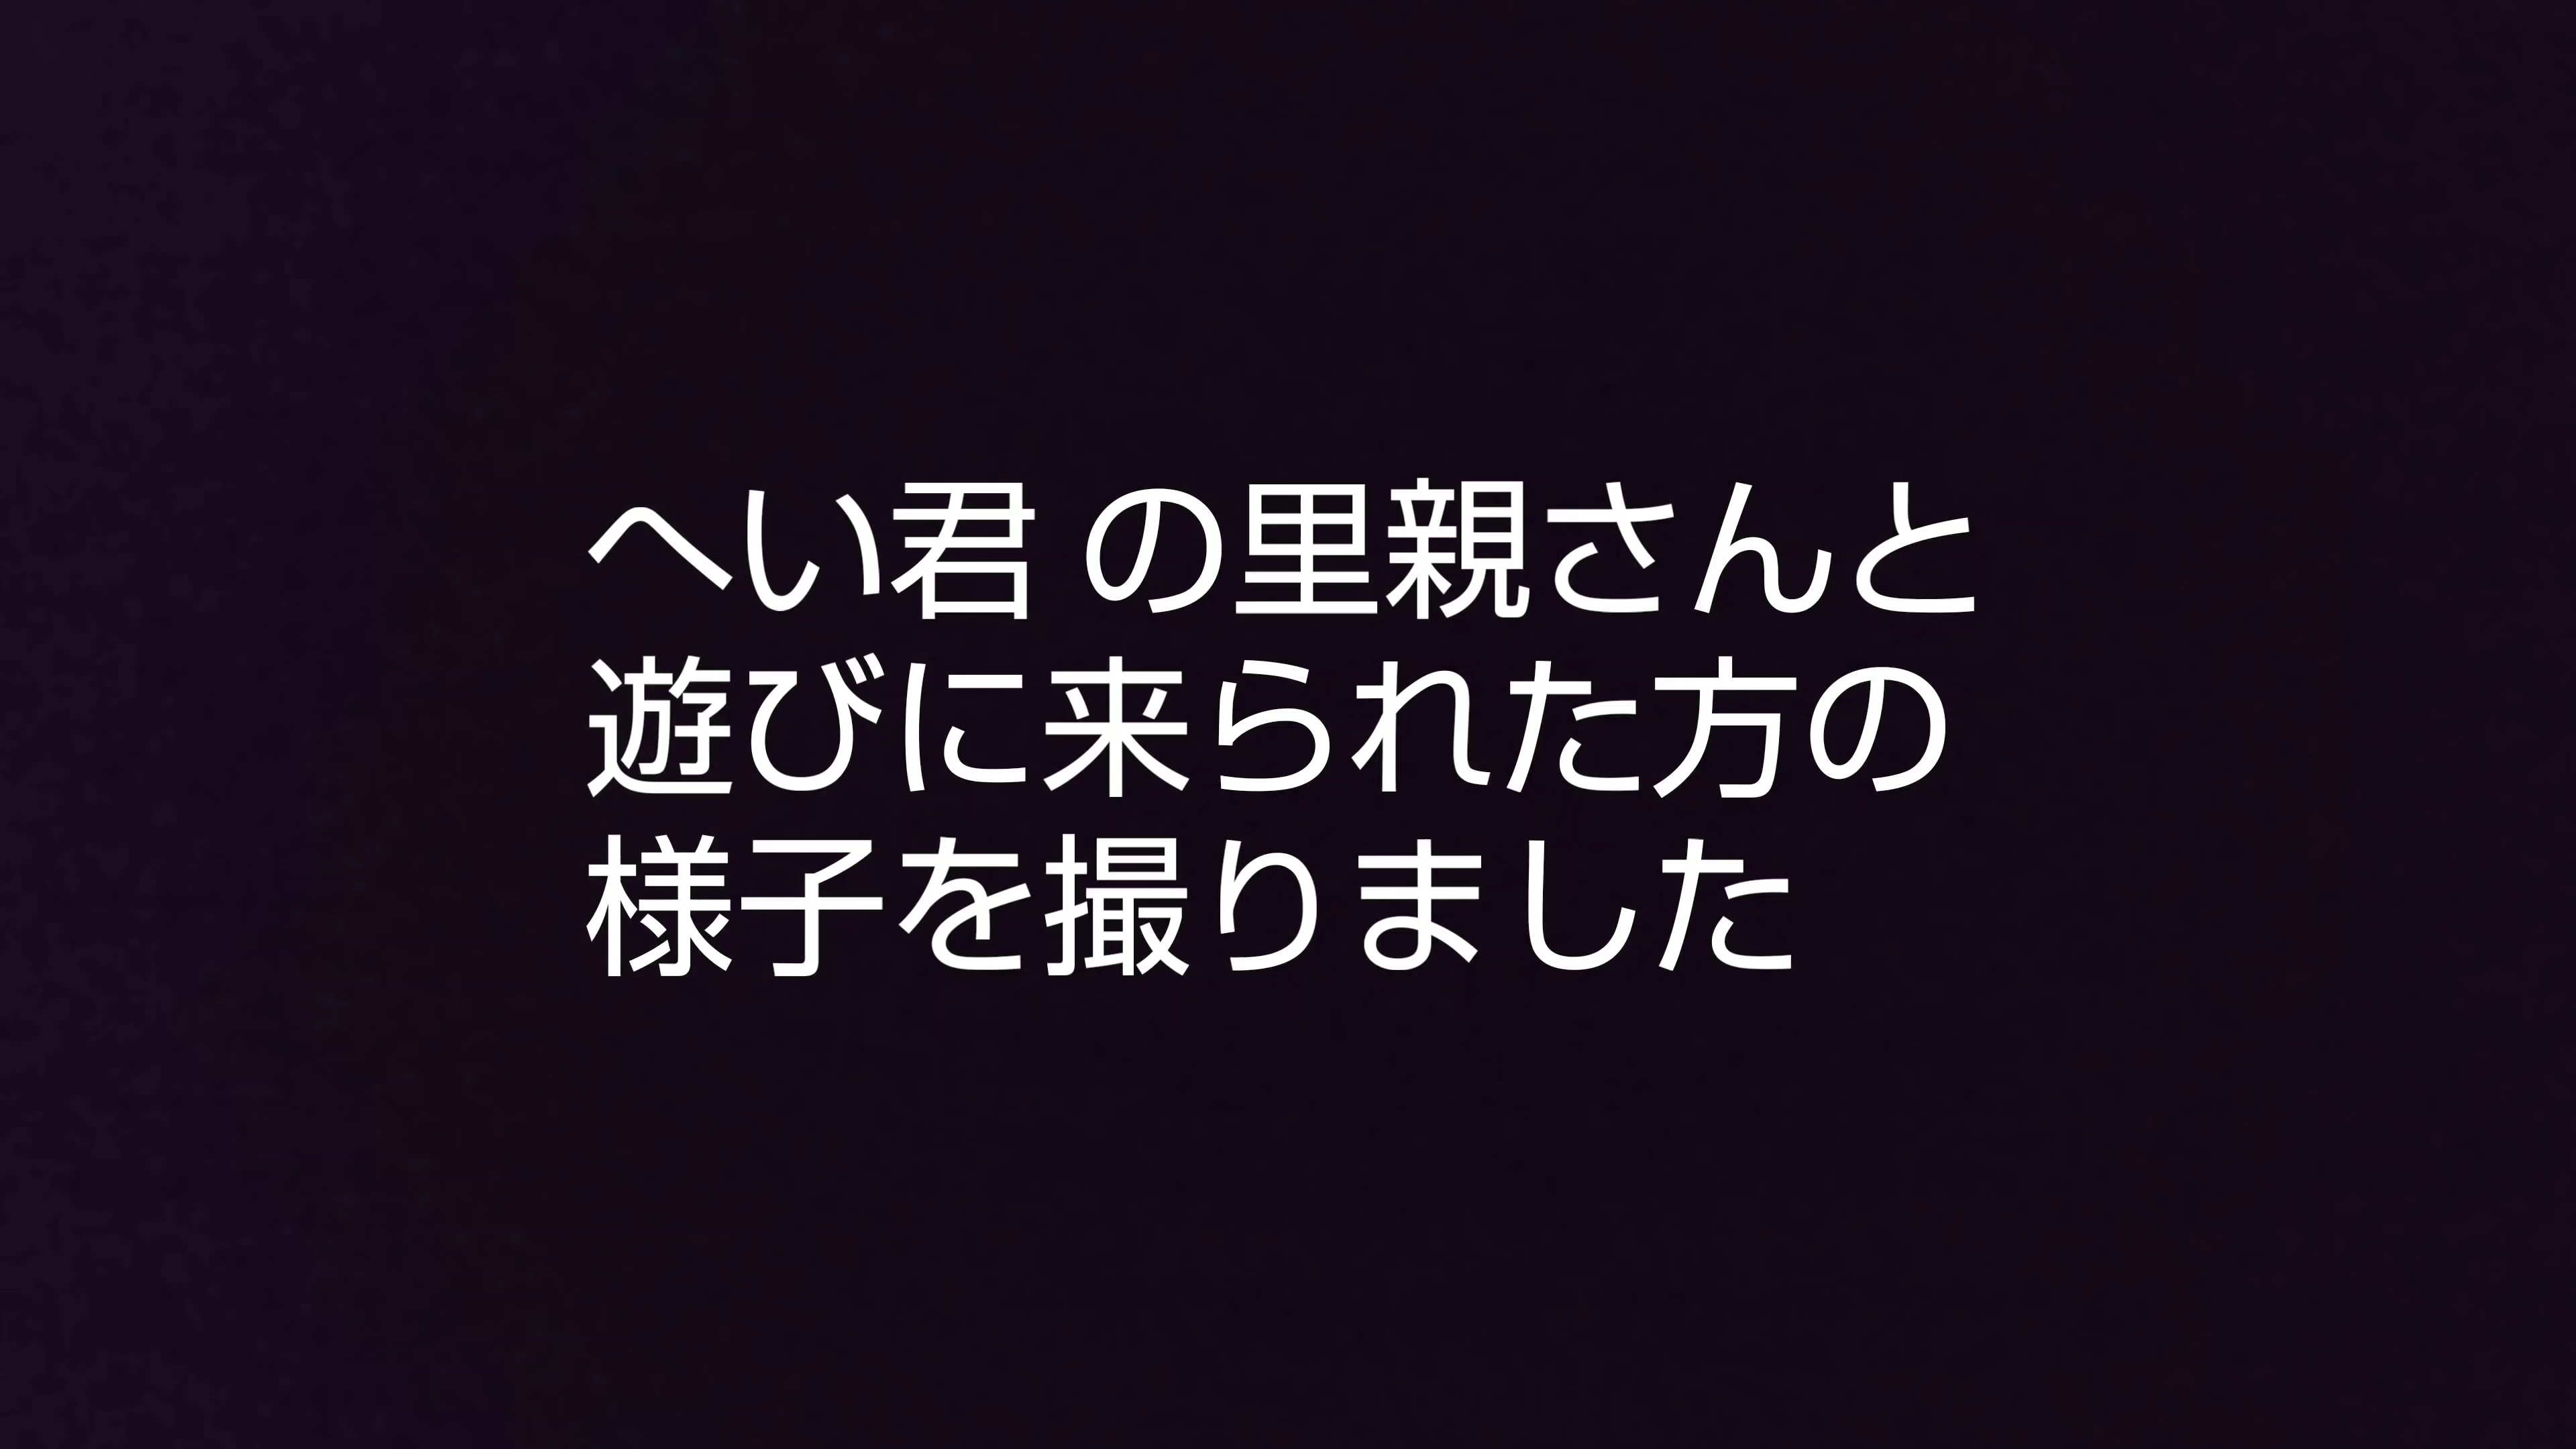 へい君 の里親さんと
遊びに来られた方の
様子を撮りました